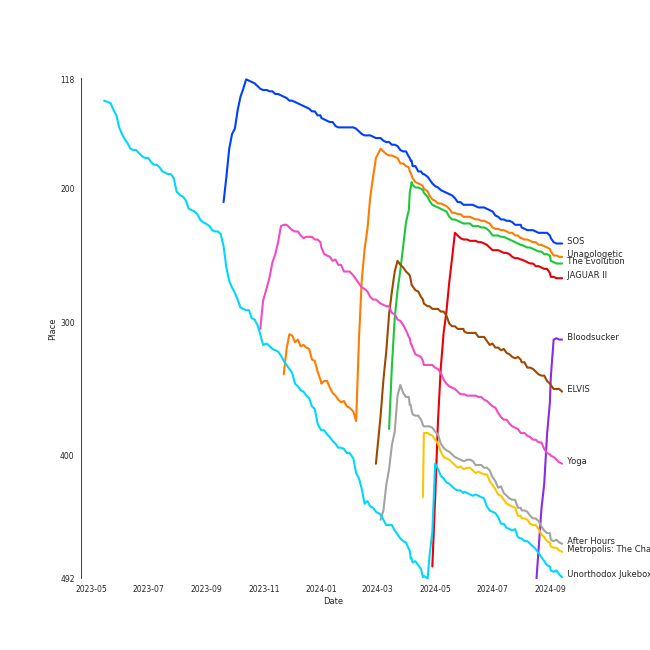 118
200
300
400
492
Place
2023-05
2023-07
2023-09
2023-11
2024-01
2024-03
2024-05
2024-07
2024-09
Date
SOS
Unapologetic
The Evolution
JAGUAR II
Bloodsucker
ELVIS
Yoga
After Hours
Metropolis: The Cha
Unorthodox Jukebox